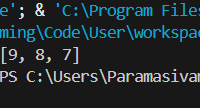 e'; & 'C:\Program Files
ming\Code\User\workspac
[9, 8, 7]
PS C:\Users\Paramasivan